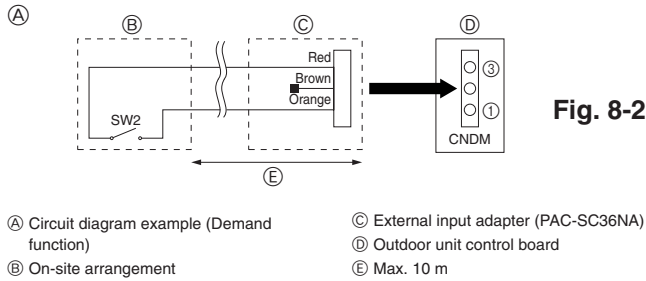 Ⓐ
Ⓑ
Ⓒ
Ⓓ
Red
Brown
Orange
SW2
③
①
CNDM
Fig. 8-2
Ⓔ
Ⓐ Circuit diagram example (Demand
function)
Ⓑ On-site arrangement
Ⓒ External input adapter (PAC-SC36NA)
Ⓓ Outdoor unit control board
Ⓔ Max. 10 m